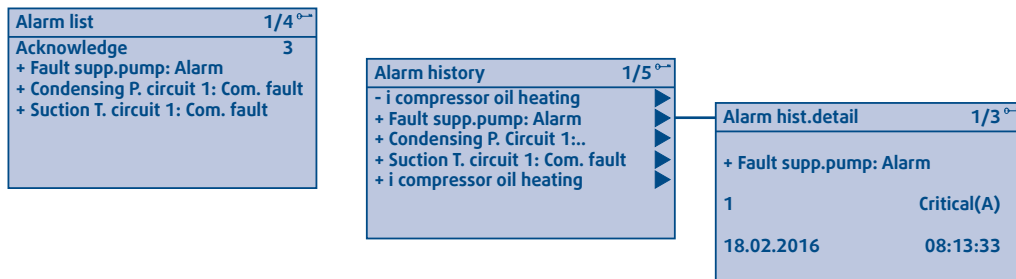 Alarm list 1/4
Acknowledge 3
+ Fault supp.pump: Alarm
+ Condensing P. circuit 1: Com. fault
+ Suction T. circuit 1: Com. fault
Alarm history 1/5
- i compressor oil heating
+ Fault supp.pump: Alarm
+ Condensing P. Circuit 1:..
+ Suction T. circuit 1: Com. fault
+ i compressor oil heating
Alarm hist.detail 1/3
+ Fault supp.pump: Alarm
1 Critical(A)
18.02.2016 08:13:33